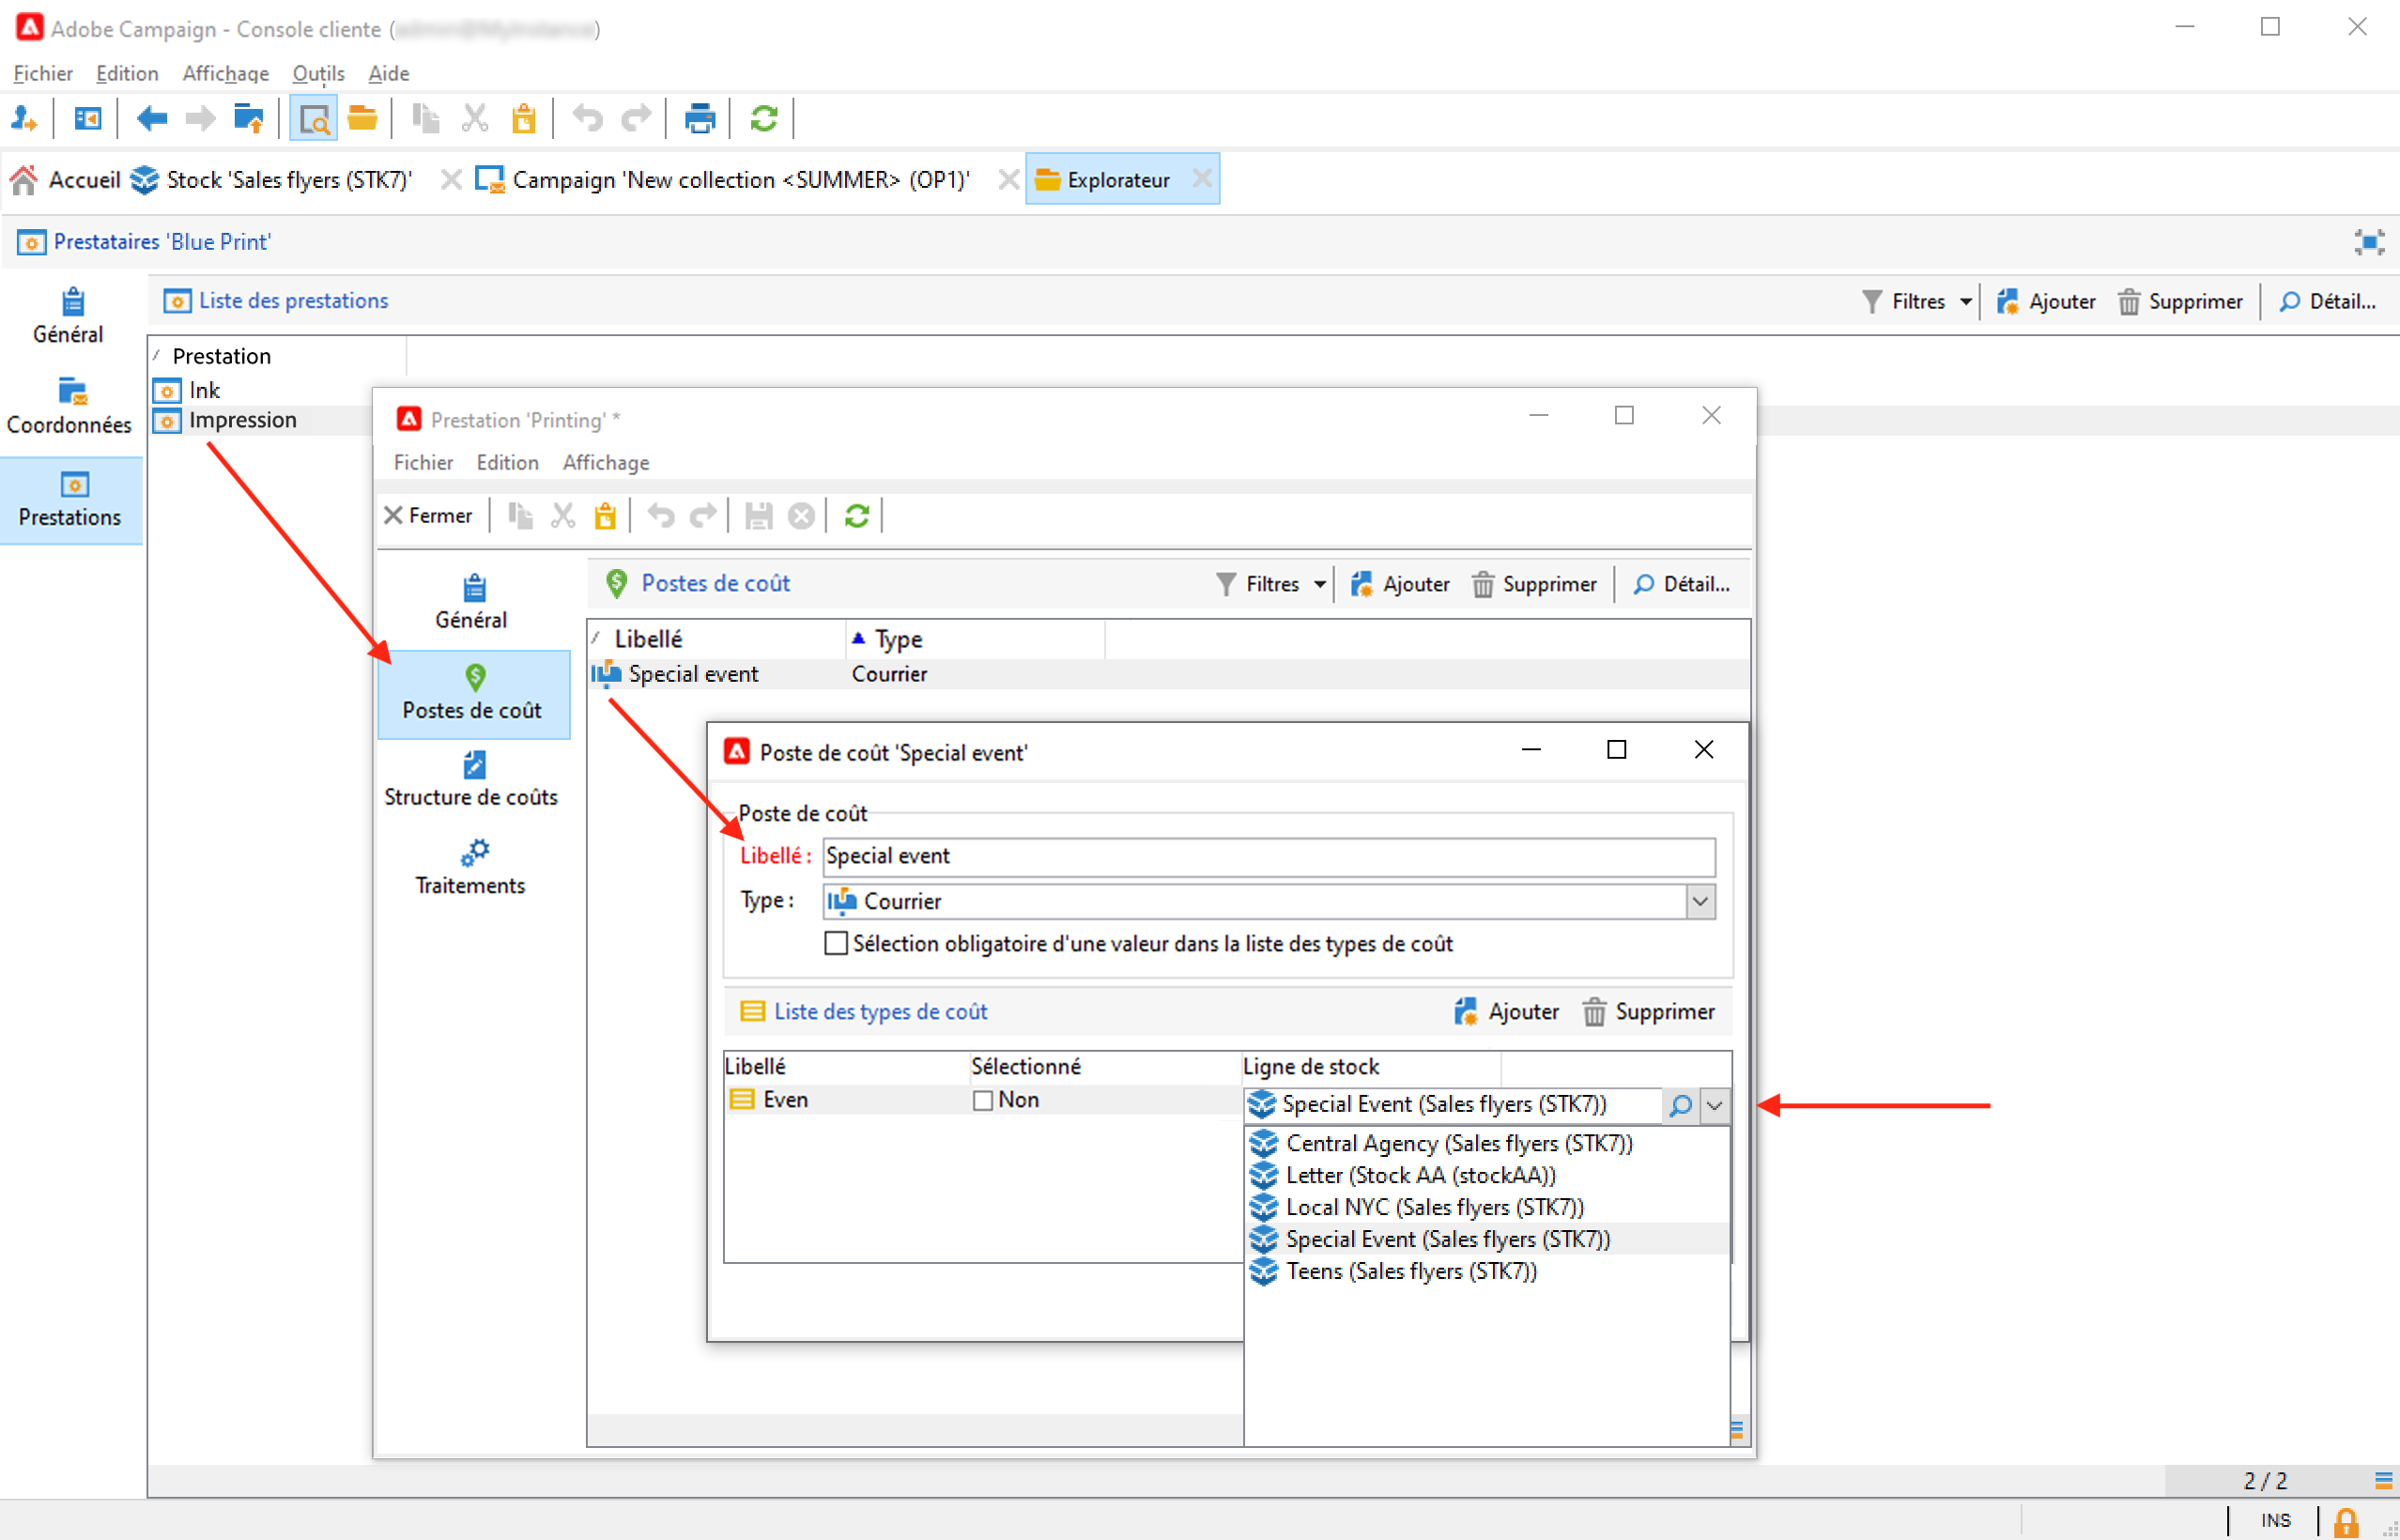 Adobe Campaign - Console cliente ( )
Fichier Edition Affichage Outils Aide
Accueil Stock 'Sales flyers (STK7)' Campaign 'New collection <SUMMER> (OP1)' Explorateur
Prestataires 'Blue Print'
Général
Coordonnées
Prestations
Liste des prestations Filtres Ajouter Supprimer Détail...
Prestation
Ink
Impression
Prestation 'Printing' *
Fichier Edition Affichage
Fermer
Général
Postes de coût
Structure de coûts
Traitements
Postes de coût Filtres Ajouter Supprimer Détail...
Libellé Type
Special event Courrier
Poste de coût 'Special event'
Poste de coût
Libellé : Special event
Type : Courrier
Sélection obligatoire d'une valeur dans la liste des types de coût
Liste des types de coût Ajouter Supprimer
Libellé Sélectionné Ligne de stock
Even Non Special Event (Sales flyers (STK7))
Central Agency (Sales flyers (STK7))
Letter (Stock AA (stockAA))
Local NYC (Sales flyers (STK7))
Special Event (Sales flyers (STK7))
Teens (Sales flyers (STK7))
2 / 2
INS